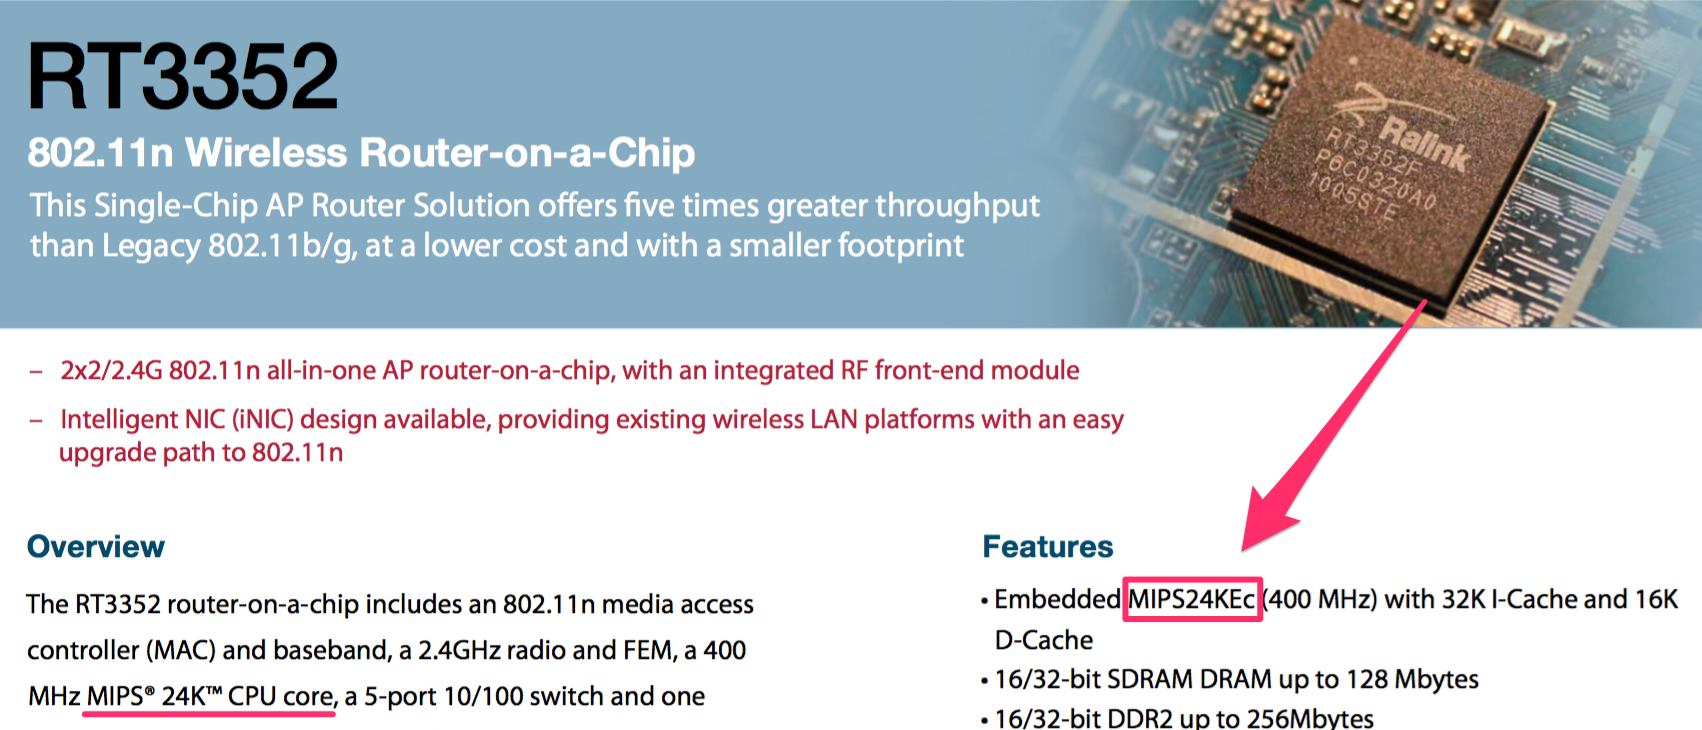 RT3352
802.11n Wireless Router-on-a-Chip
This Single-Chip AP Router Solution offers five times greater throughput
than Legacy 802.11b/g, at a lower cost and with a smaller footprint
Ralink
RT3352F
P6C0320A0
1005STE
– 2x2/2.4G 802.11n all-in-one AP router-on-a-chip, with an integrated RF front-end module
– Intelligent NIC (iNIC) design available, providing existing wireless LAN platforms with an easy
upgrade path to 802.11n
Overview
The RT3352 router-on-a-chip includes an 802.11n media access
controller (MAC) and baseband, a 2.4GHz radio and FEM, a 400
MHz MIPS® 24K™ CPU core, a 5-port 10/100 switch and one
Features
• Embedded MIPS24KEc (400 MHz) with 32K I-Cache and 16K
D-Cache
• 16/32-bit SDRAM DRAM up to 128 Mbytes
• 16/32-bit DDR2 up to 256Mbytes